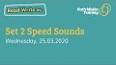 Read Write Inc.
Ruth Miskin
Training
Set 2 Speed Sounds
Wednesday, 25.03.2020